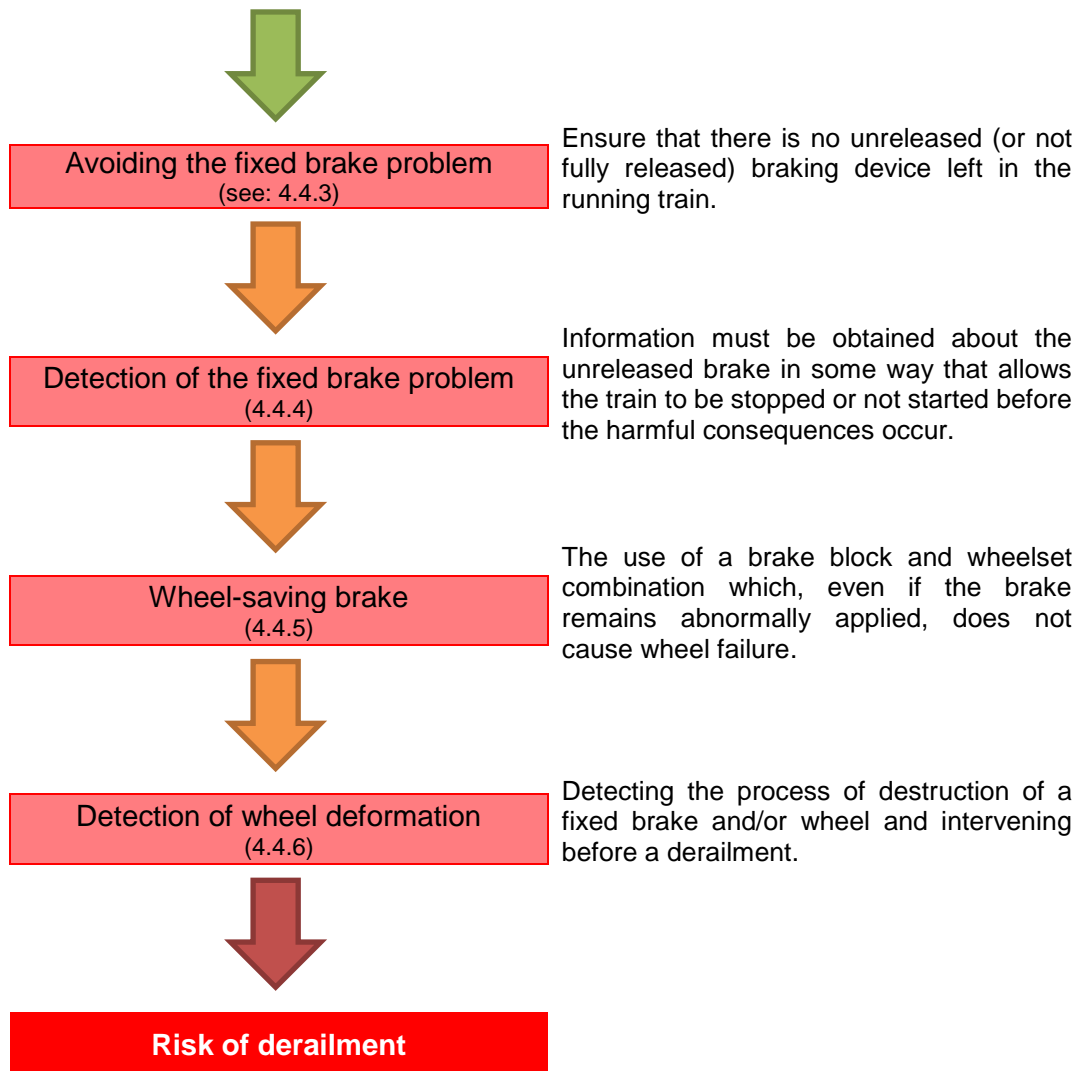 Avoiding the fixed brake problem
(see: 4.4.3)
Ensure that there is no unreleased (or not
fully released) braking device left in the
running train.
Detection of the fixed brake problem
(4.4.4)
Information must be obtained about the
unreleased brake in some way that allows
the train to be stopped or not started before
the harmful consequences occur.
Wheel-saving brake
(4.4.5)
The use of a brake block and wheelset
combination which, even if the brake
remains abnormally applied, does not
cause wheel failure.
Detection of wheel deformation
(4.4.6)
Detecting the process of destruction of a
fixed brake and/or wheel and intervening
before a derailment.
Risk of derailment